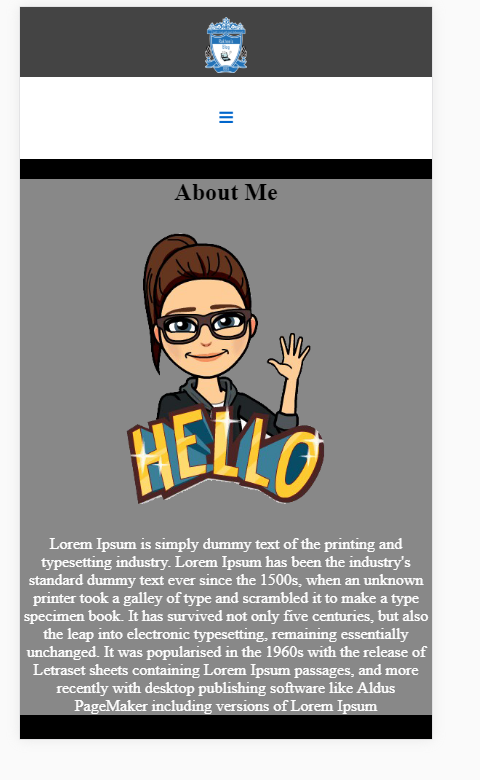 About Me
HELLO
Lorem Ipsum is simply dummy text of the printing and
typesetting industry. Lorem Ipsum has been the industry's
standard dummy text ever since the 1500s, when an unknown
printer took a galley of type and scrambled it to make a type
specimen book. It has survived not only five centuries, but also
the leap into electronic typesetting, remaining essentially
unchanged. It was popularised in the 1960s with the release of
Letraset sheets containing Lorem Ipsum passages, and more
recently with desktop publishing software like Aldus
PageMaker including versions of Lorem Ipsum